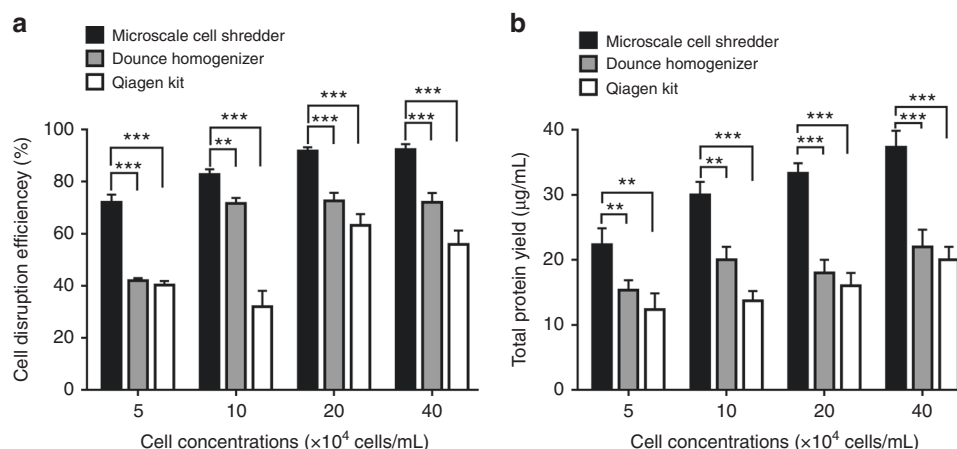 a
Microscale cell shredder
Dounce homogenizer
Qiagen kit
*** *** *** ***
*** ** *** ***
Cell disruption efficiencey (%)
100
80
60
40
20
0
5 10 20 40
Cell concentrations (×10⁴ cells/mL)
b
Microscale cell shredder
Dounce homogenizer
Qiagen kit
** *** *** ***
** ** *** ***
Total protein yield (µg/mL)
40
30
20
10
0
5 10 20 40
Cell concentrations (×10⁴ cells/mL)